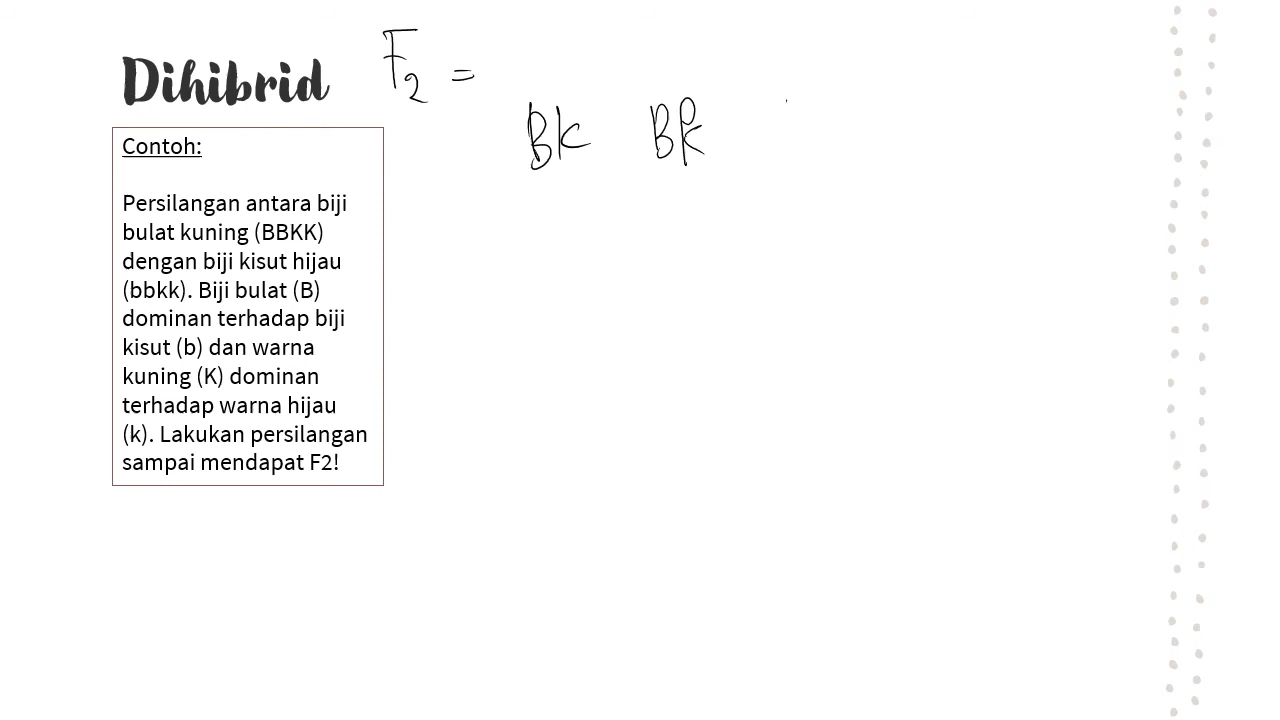 Dihibrid
F2 =
BK Bk
Contoh:
Persilangan antara biji
bulat kuning (BBKK)
dengan biji kisut hijau
(bbkk). Biji bulat (B)
dominan terhadap biji
kisut (b) dan warna
kuning (K) dominan
terhadap warna hijau
(k). Lakukan persilangan
sampai mendapat F2!